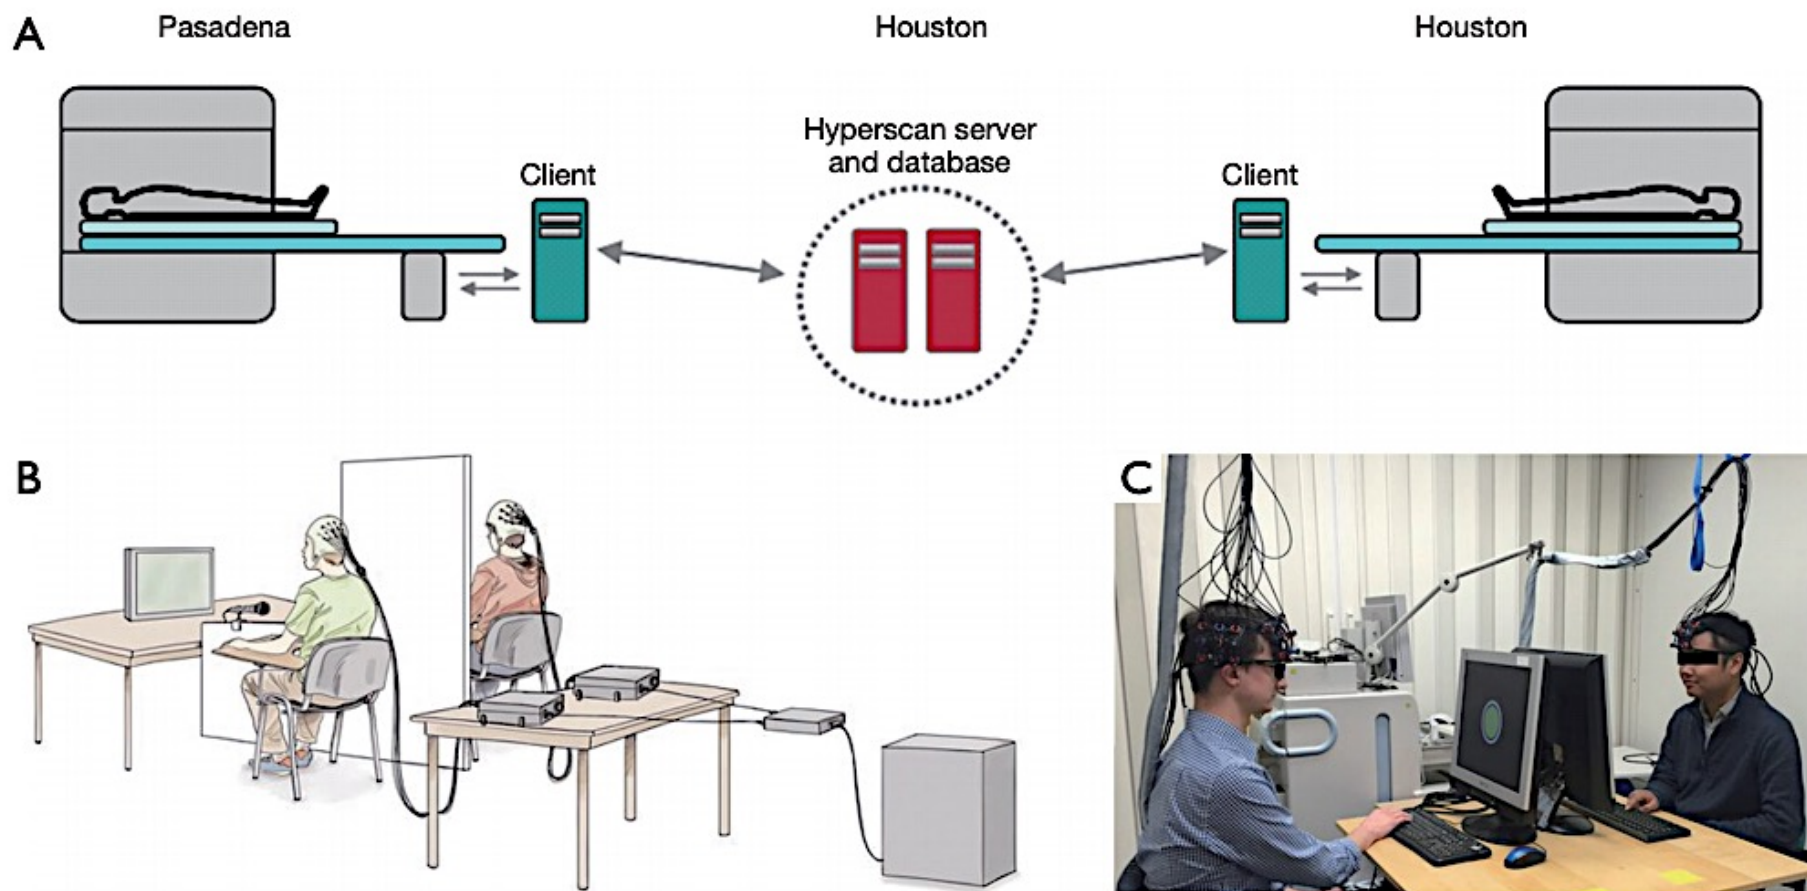 A
Pasadena
Houston
Houston
Hyperscan server
and database
Client
Client
B
C